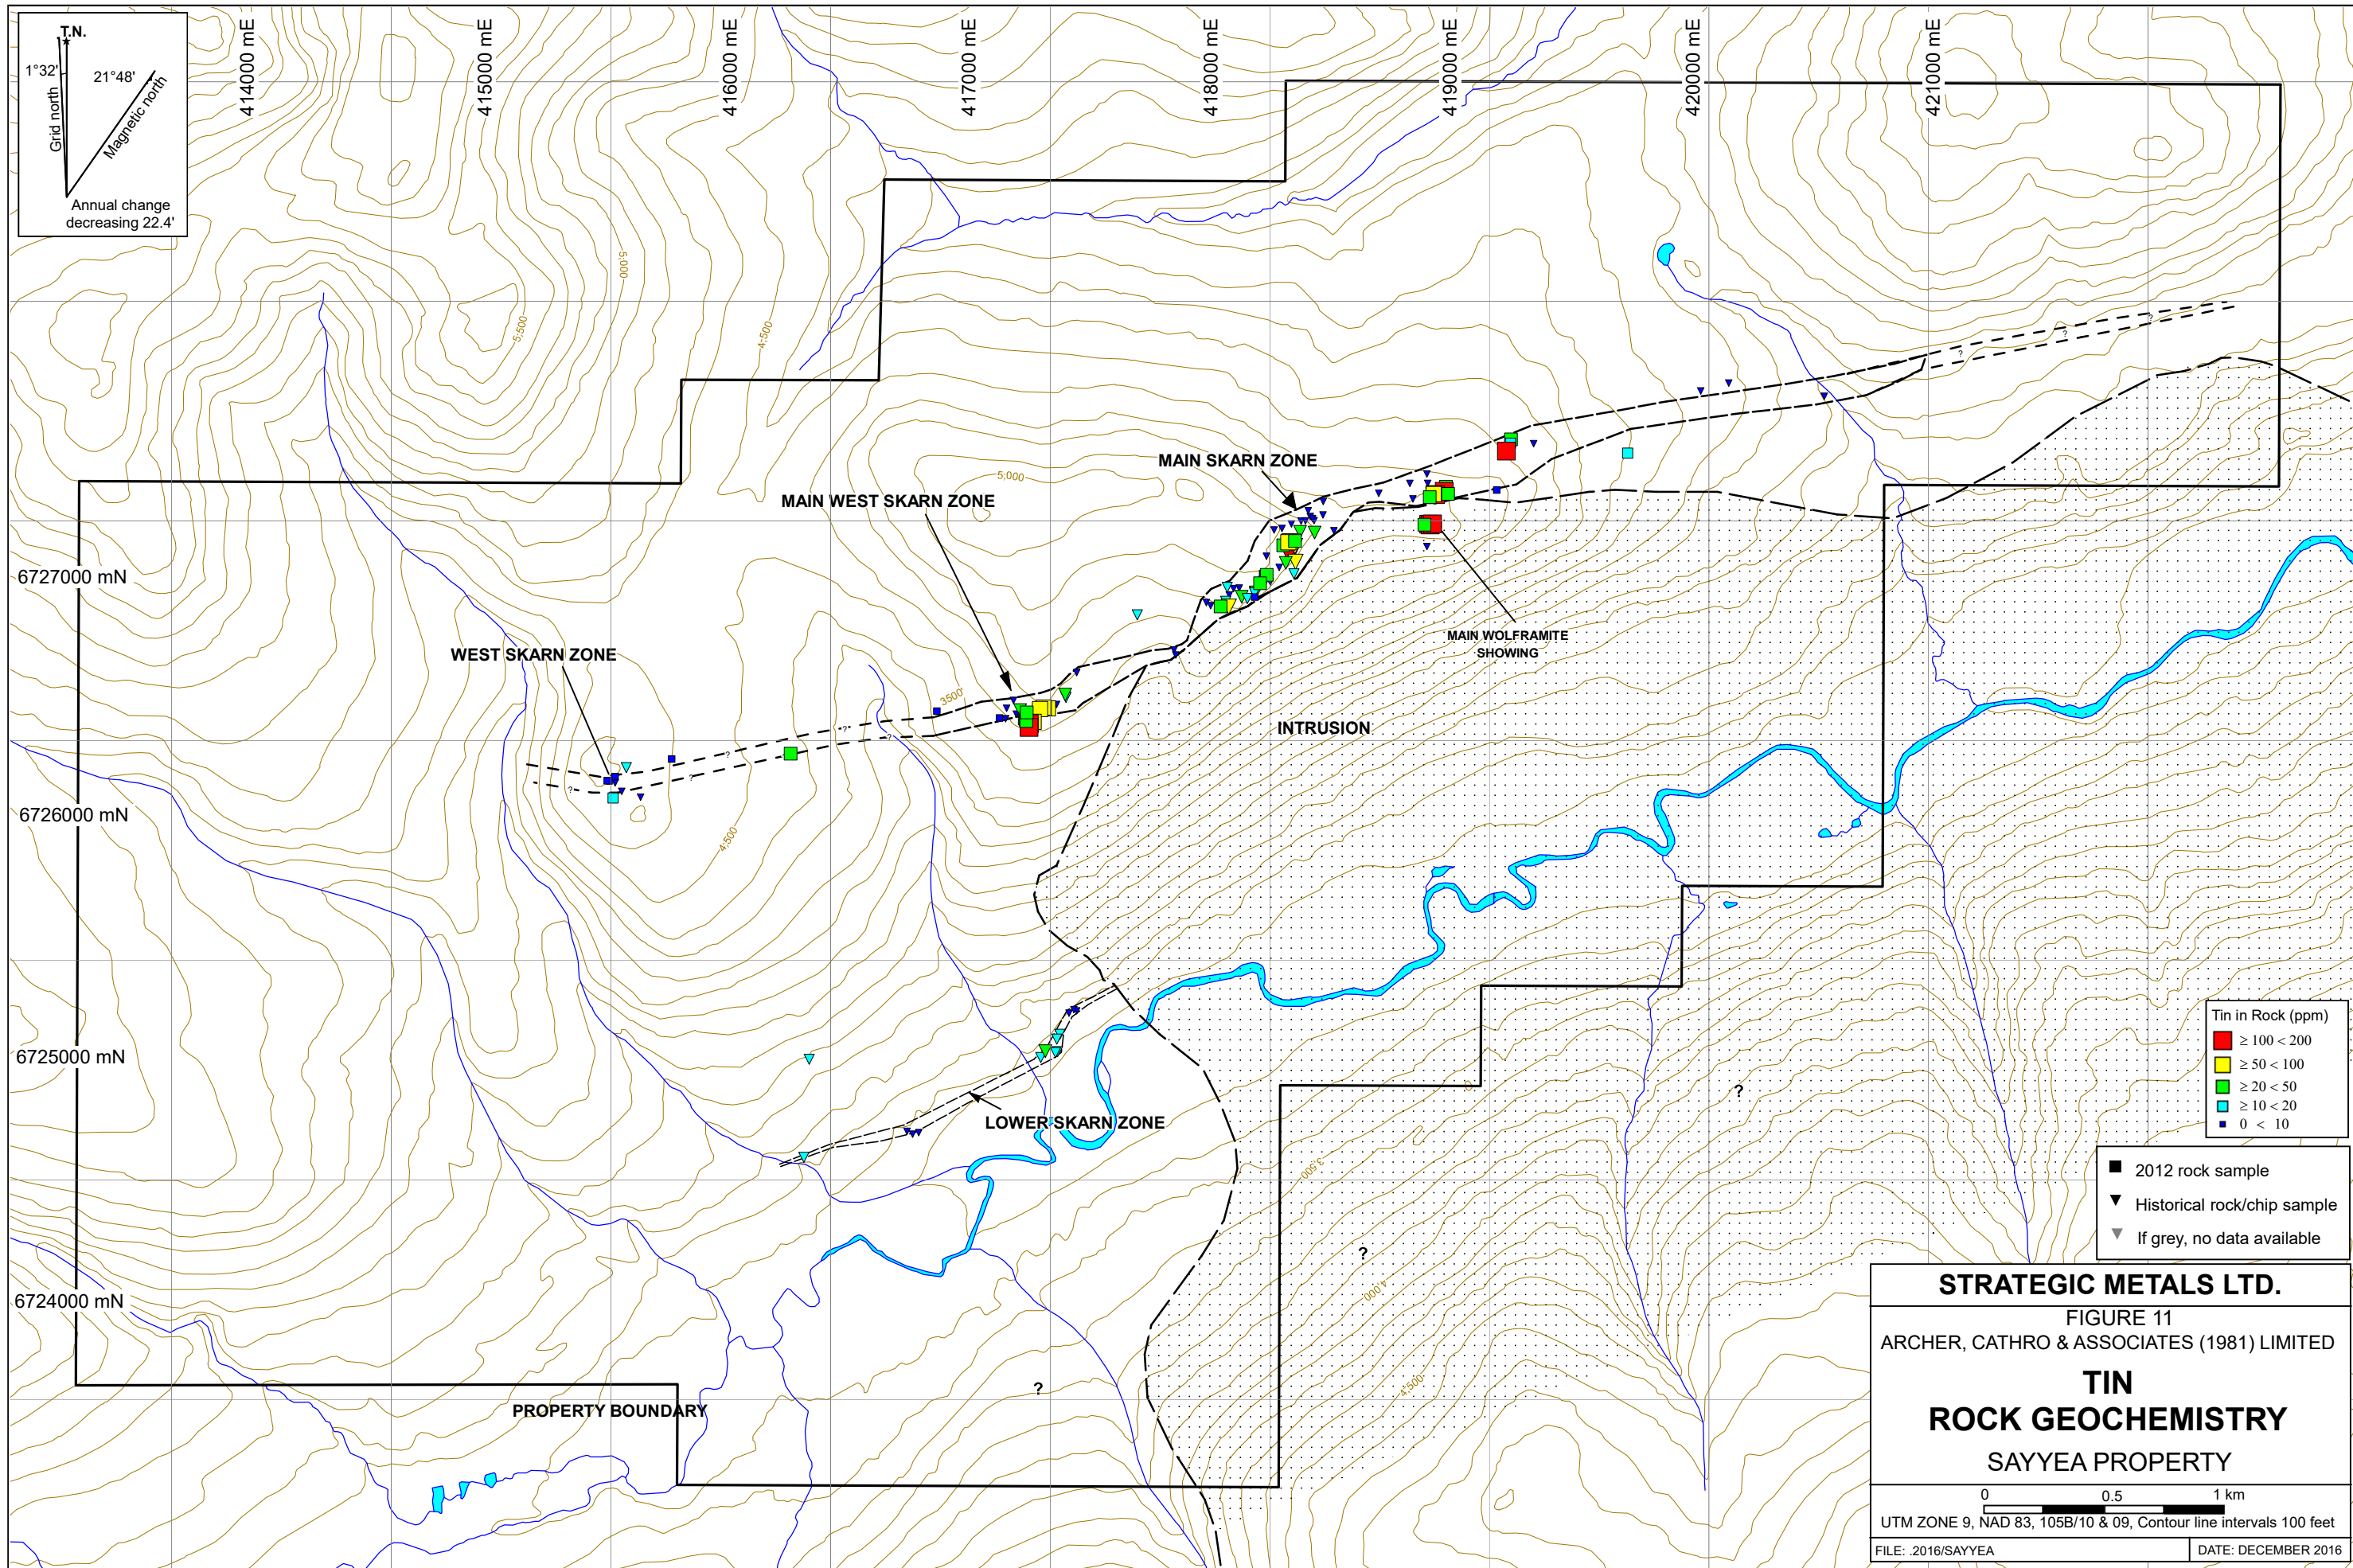 T.N.
1°32'
21°48'
Grid north
Magnetic north
Annual change
decreasing 22.4'
414000 mE
415000 mE
416000 mE
417000 mE
418000 mE
419000 mE
420000 mE
421000 mE
5,000
5,500
4,500
?
?
?
MAIN SKARN ZONE
5,000
MAIN WEST SKARN ZONE
6727000 mN
MAIN WOLFRAMITE
SHOWING
WEST SKARN ZONE
3500'
INTRUSION
?
?
?
?
?
6726000 mN
4,500
6725000 mN
Tin in Rock (ppm)
≥ 100 < 200
≥ 50 < 100
≥ 20 < 50
≥ 10 < 20
0 < 10
?
LOWER SKARN ZONE
3,500
2012 rock sample
Historical rock/chip sample
If grey, no data available
?
4,000
6724000 mN
4,500
?
PROPERTY BOUNDARY
STRATEGIC METALS LTD.
FIGURE 11
ARCHER, CATHRO & ASSOCIATES (1981) LIMITED
TIN
ROCK GEOCHEMISTRY
SAYYEA PROPERTY
0 0.5 1 km
UTM ZONE 9, NAD 83, 105B/10 & 09, Contour line intervals 100 feet
FILE: .2016/SAYYEA
DATE: DECEMBER 2016